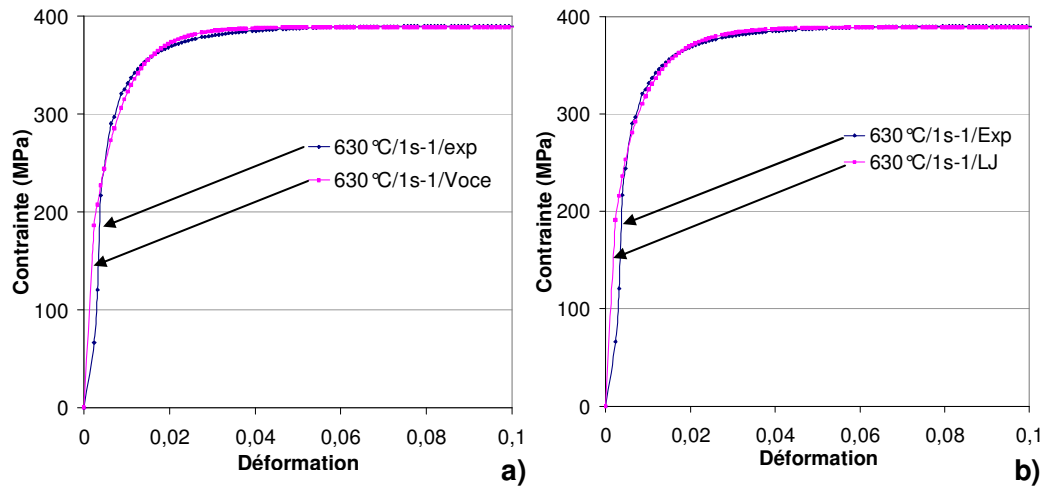 400
300
200
100
0
Contrainte (MPa)
630°C/1s-1/exp
630°C/1s-1/Voce
0 0,02 0,04 0,06 0,08 0,1
Déformation
a)
400
300
200
100
0
Contrainte (MPa)
630°C/1s-1/Exp
630°C/1s-1/LJ
0 0,02 0,04 0,06 0,08 0,1
Déformation
b)